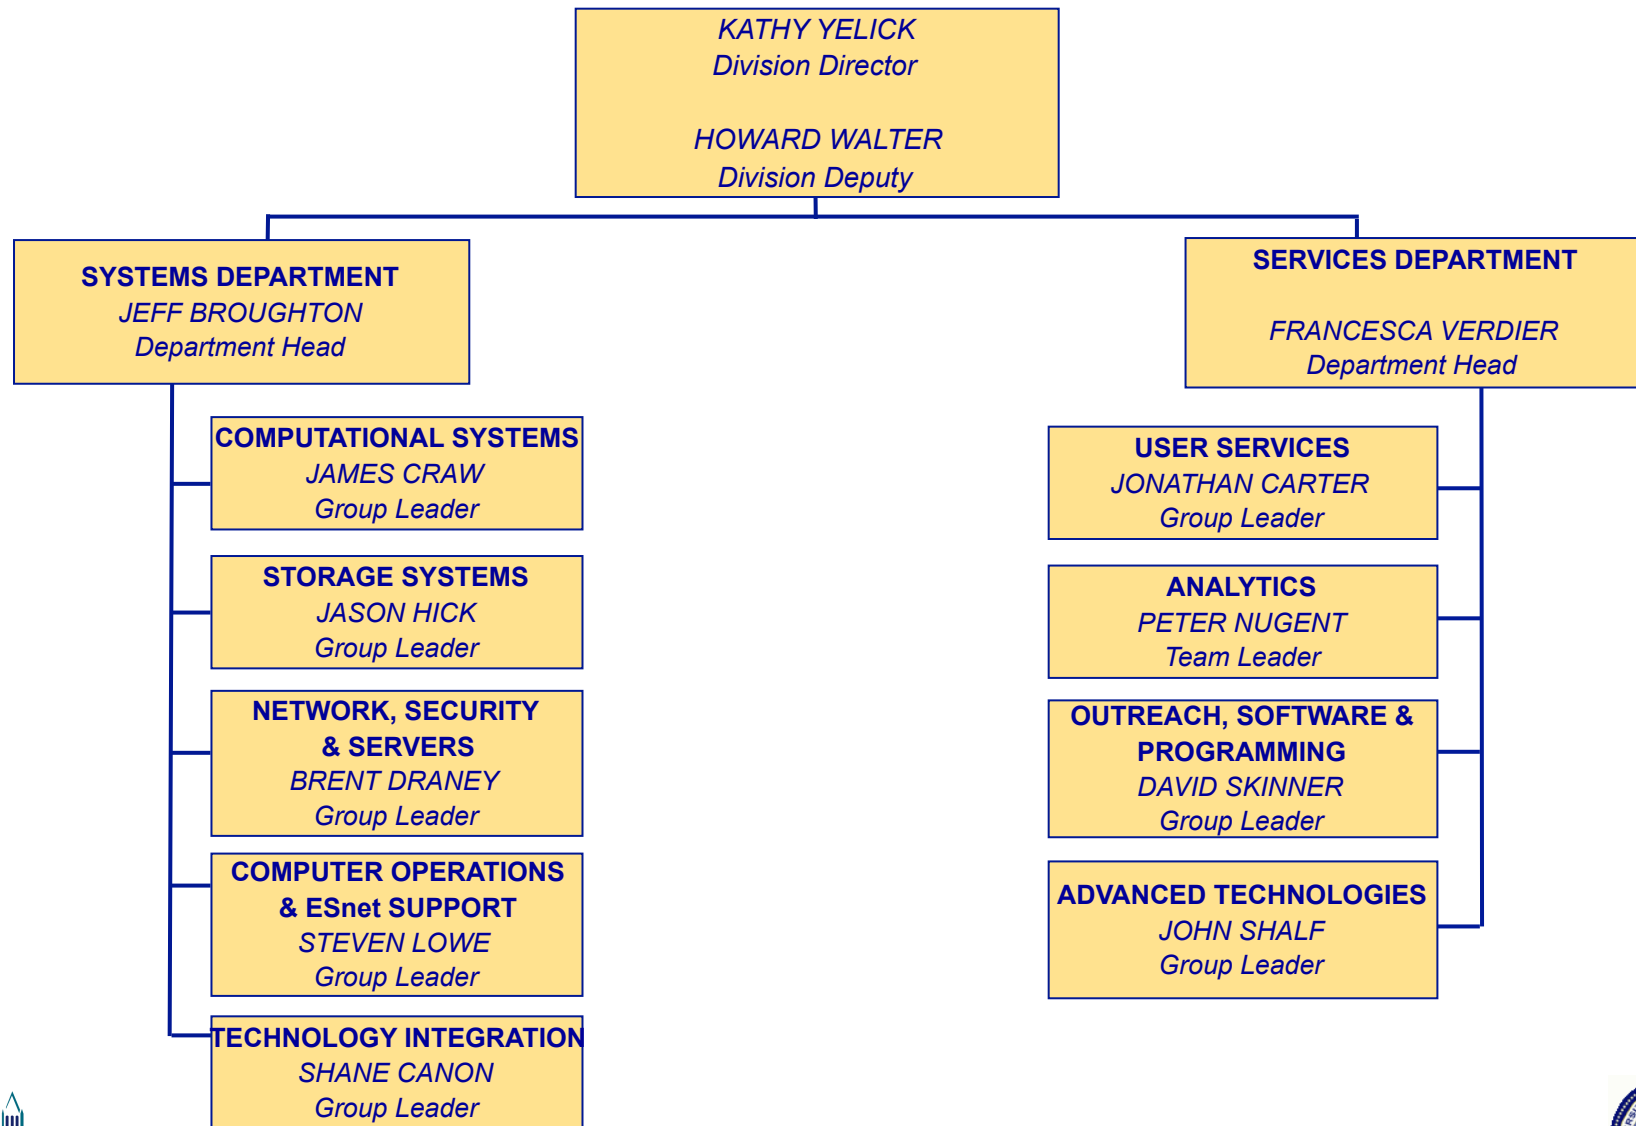 KATHY YELICK
Division Director
HOWARD WALTER
Division Deputy
SYSTEMS DEPARTMENT
JEFF BROUGHTON
Department Head
COMPUTATIONAL SYSTEMS
JAMES CRAW
Group Leader
STORAGE SYSTEMS
JASON HICK
Group Leader
NETWORK, SECURITY
& SERVERS
BRENT DRANEY
Group Leader
COMPUTER OPERATIONS
& ESnet SUPPORT
STEVEN LOWE
Group Leader
TECHNOLOGY INTEGRATION
SHANE CANON
Group Leader
SERVICES DEPARTMENT
FRANCESCA VERDIER
Department Head
USER SERVICES
JONATHAN CARTER
Group Leader
ANALYTICS
PETER NUGENT
Team Leader
OUTREACH, SOFTWARE &
PROGRAMMING
DAVID SKINNER
Group Leader
ADVANCED TECHNOLOGIES
JOHN SHALF
Group Leader